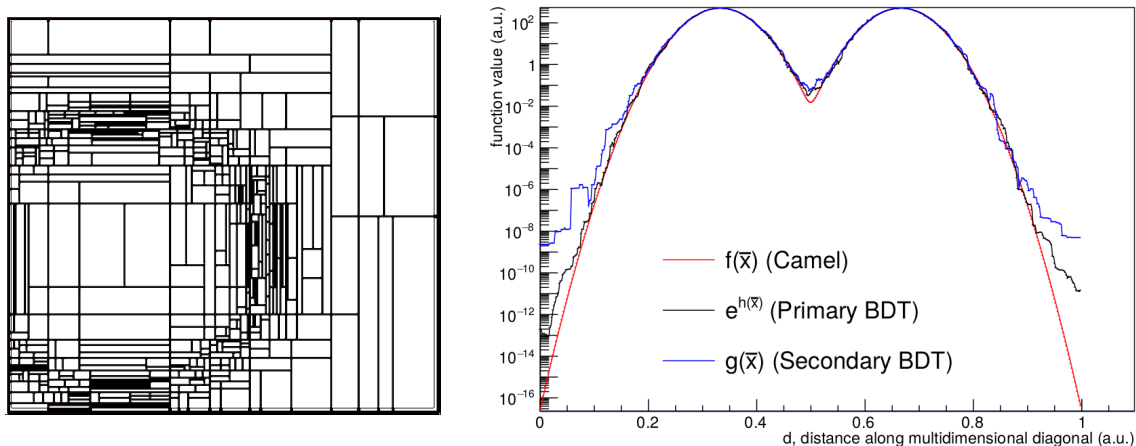 function value (a.u.)
10²
1
10⁻²
10⁻⁴
10⁻⁶
10⁻⁸
10⁻¹⁰
10⁻¹²
10⁻¹⁴
10⁻¹⁶
f(x̅) (Camel)
e^h(x̅) (Primary BDT)
g(x̅) (Secondary BDT)
0 0.2 0.4 0.6 0.8 1
d, distance along multidimensional diagonal (a.u.)